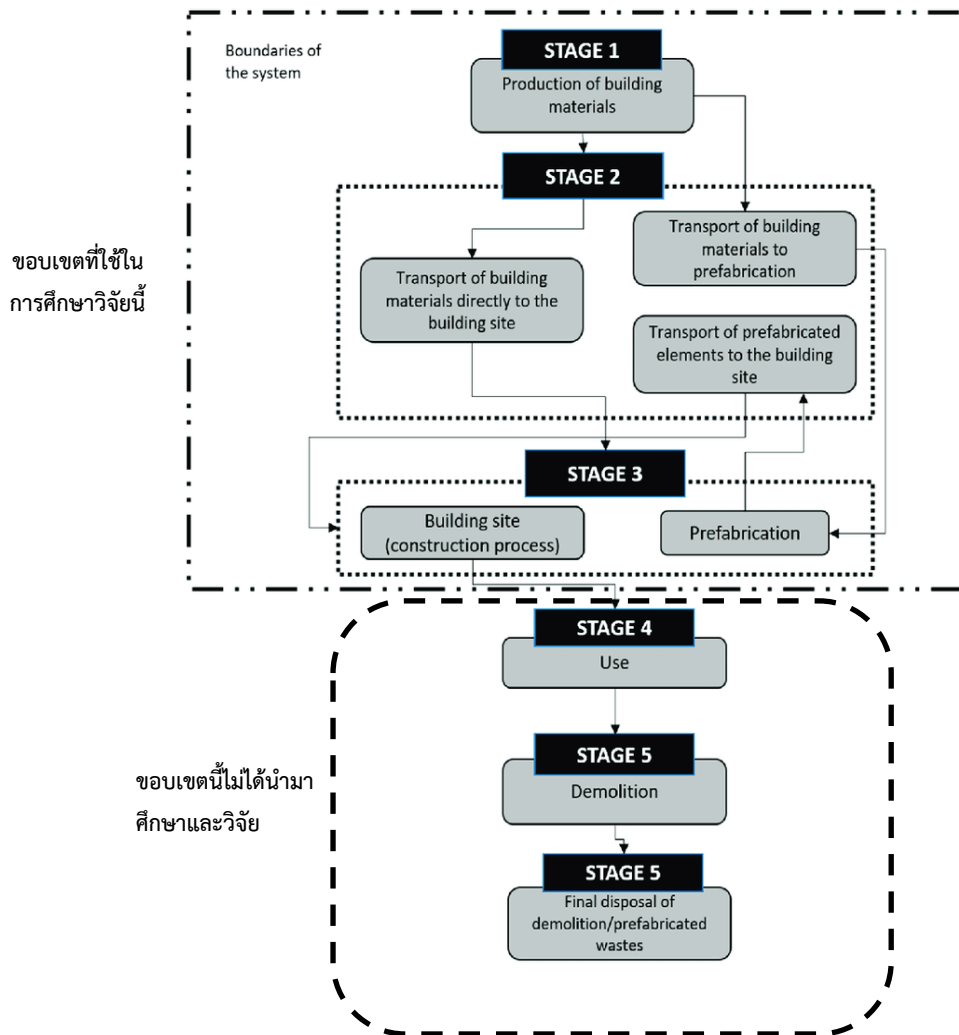 Boundaries of
the system
STAGE 1
Production of building
materials
STAGE 2
Transport of building
materials to
prefabrication
ขอบเขตที่ใช้ใน
การศึกษาวิจัยนี้
Transport of building
materials directly to the
building site
Transport of prefabricated
elements to the building
site
STAGE 3
Building site
(construction process)
Prefabrication
STAGE 4
Use
STAGE 5
Demolition
ขอบเขตนี้ไม่ได้นำมา
ศึกษาและวิจัย
STAGE 5
Final disposal of
demolition/prefabricated
wastes